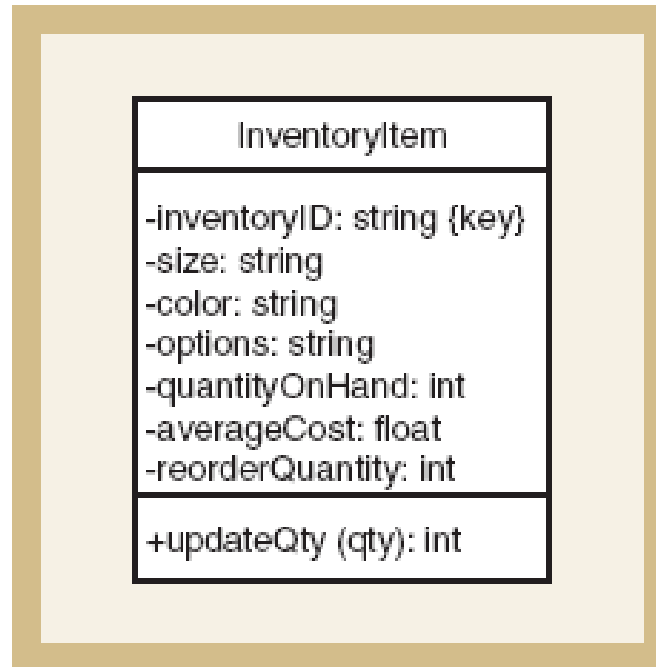 InventoryItem
-inventoryID: string {key}
-size: string
-color: string
-options: string
-quantityOnHand: int
-averageCost: float
-reorderQuantity: int
+updateQty (qty): int